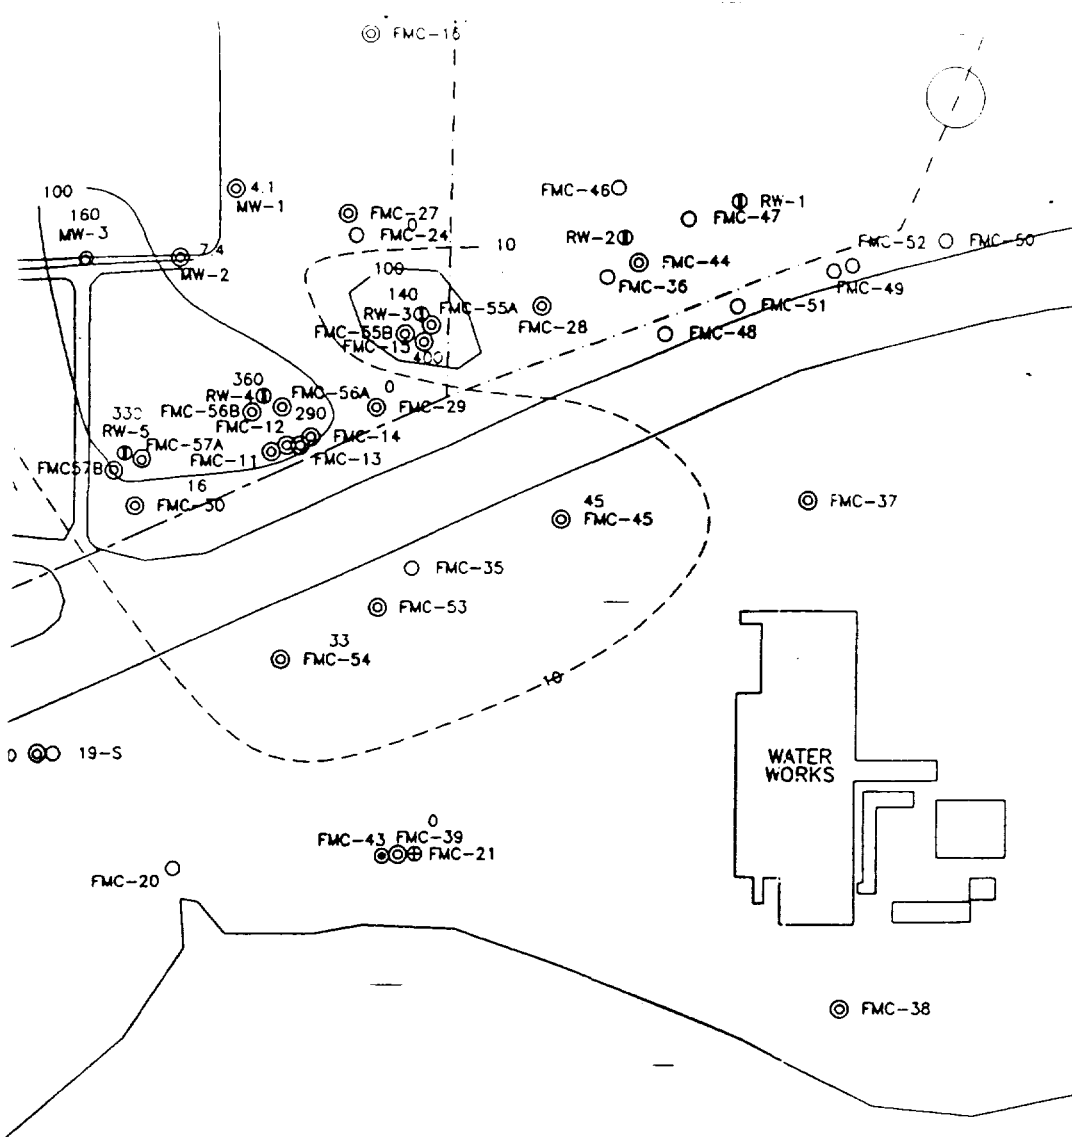 FMC-16
100
160
MW-3
4.1
MW-1
7.4
MW-2
FMC-27
0
FMC-24
10
FMC-46
RW-1
FMC-47
RW-2
FMC-44
FMC-36
FMC-52
FMC-50
FMC-49
FMC-51
FMC-48
FMC-28
100
140
RW-3
FMC-55A
FMC-55B
FMC-15
400
360
RW-4
FMC-56A
0
FMC-29
FMC-56B
290
FMC-12
FMC-14
FMC-11
FMC-13
330
RW-5
FMC-57A
FMC57B
16
FMC-30
45
FMC-45
FMC-37
FMC-35
FMC-53
33
FMC-54
10
0
19-S
WATER
WORKS
0
FMC-43
FMC-39
FMC-21
FMC-20
FMC-38